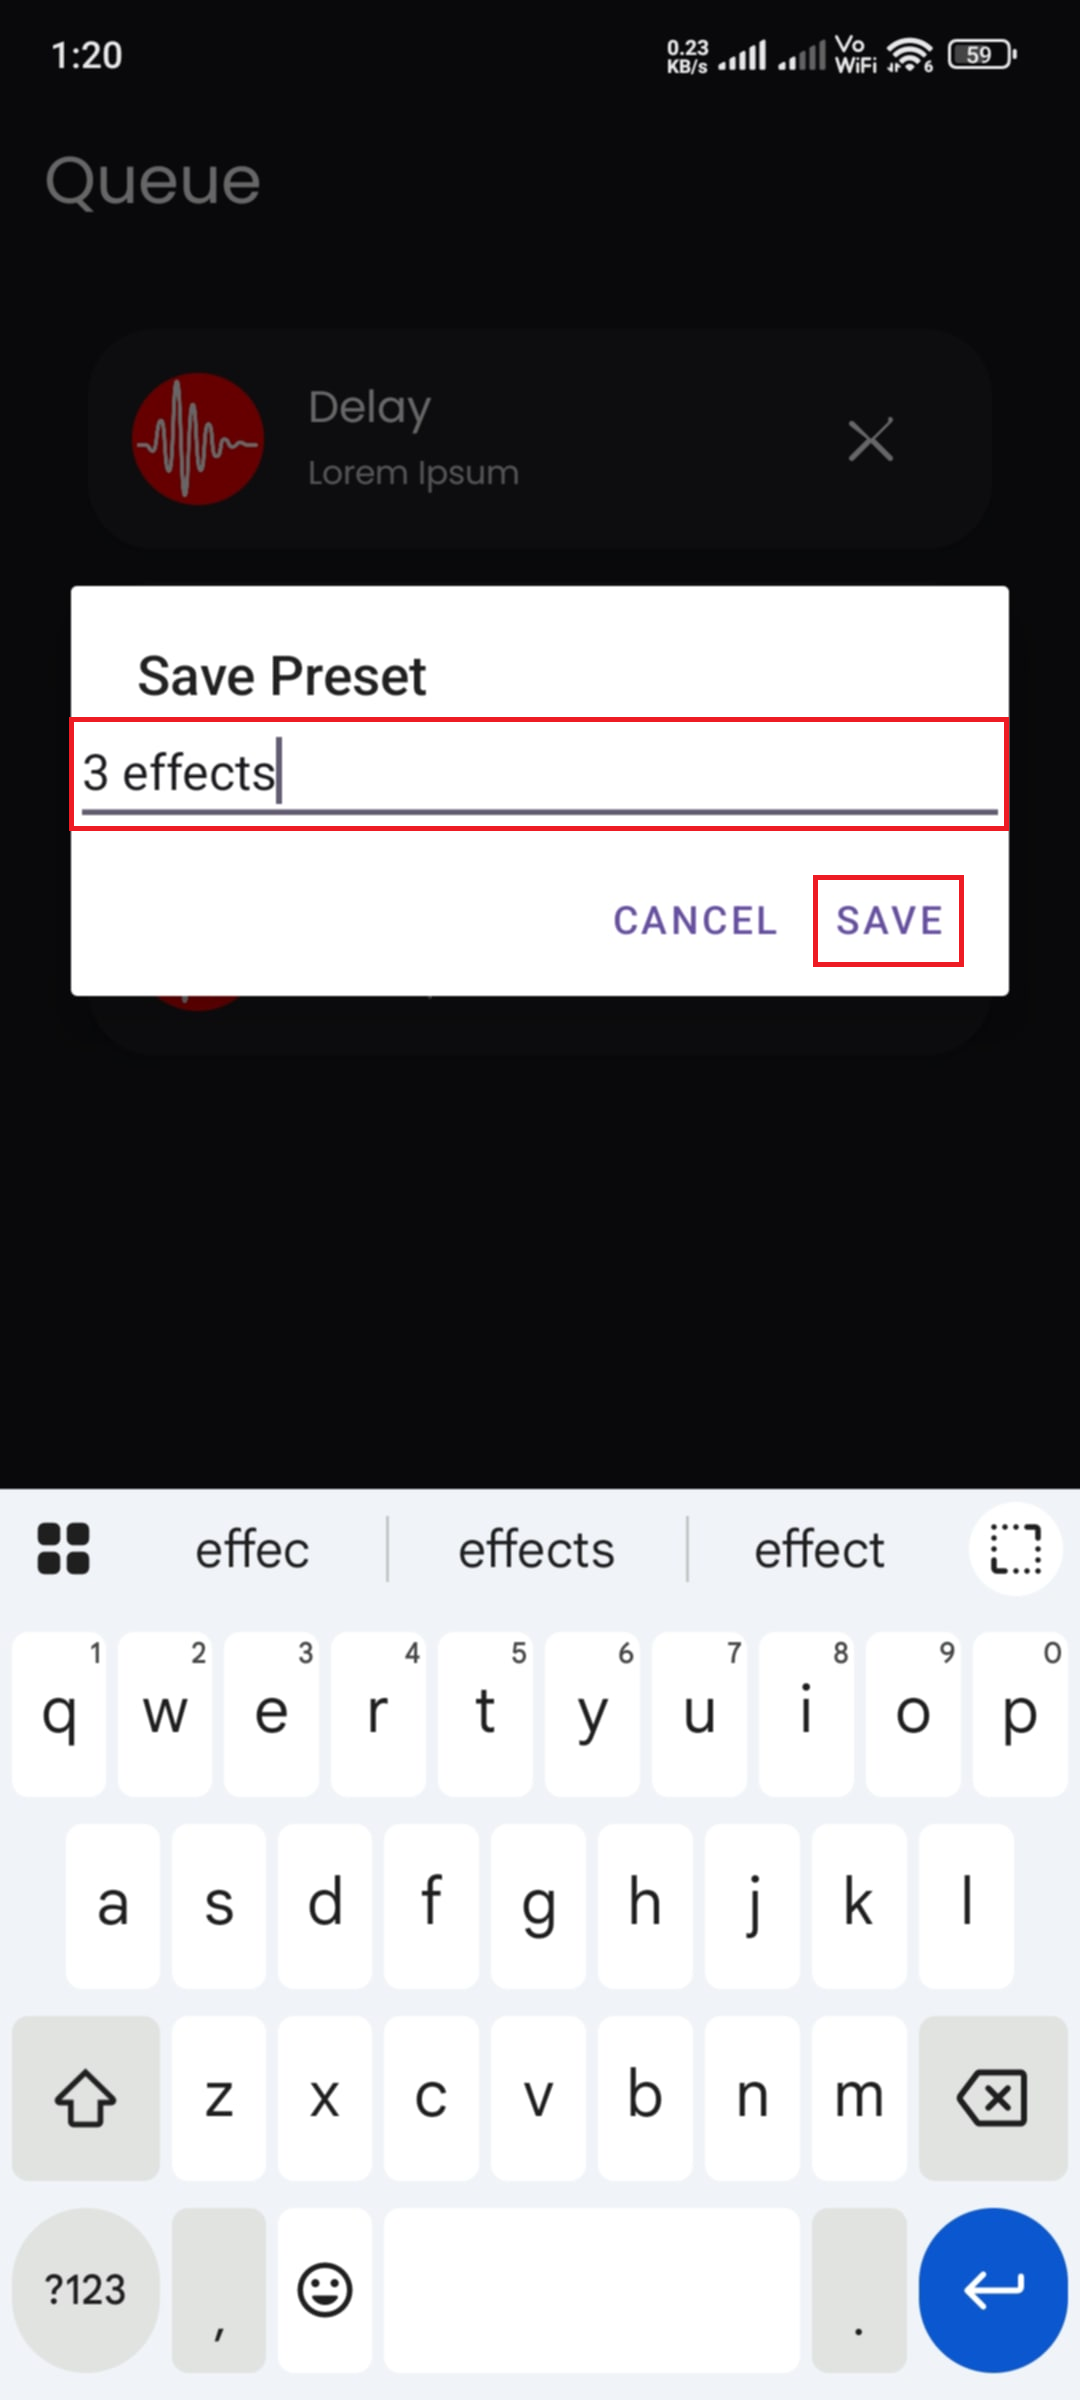 1:20
0.23 KB/s Vo WiFi 6 59
Queue
Delay
Lorem Ipsum
Save Preset
3 effects
CANCEL SAVE
effec effects effect
1 2 3 4 5 6 7 8 9 0
q w e r t y u i o p
a s d f g h j k l
z x c v b n m
?123 , .